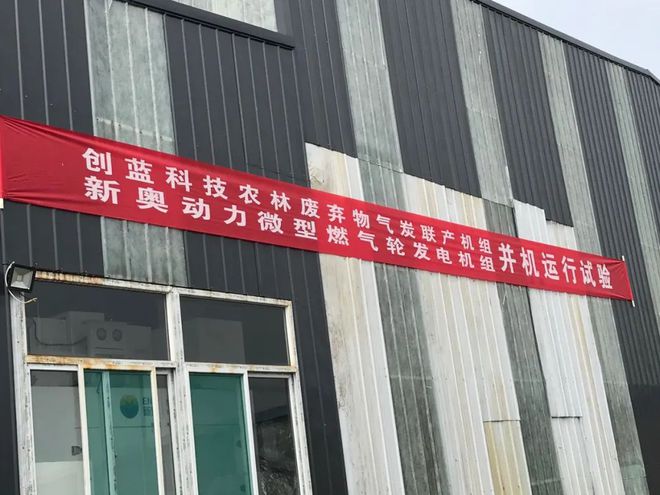 创蓝科技农林废弃物气炭联产机组
新奥动力微型燃气轮发电机组
并机运行试验
EN